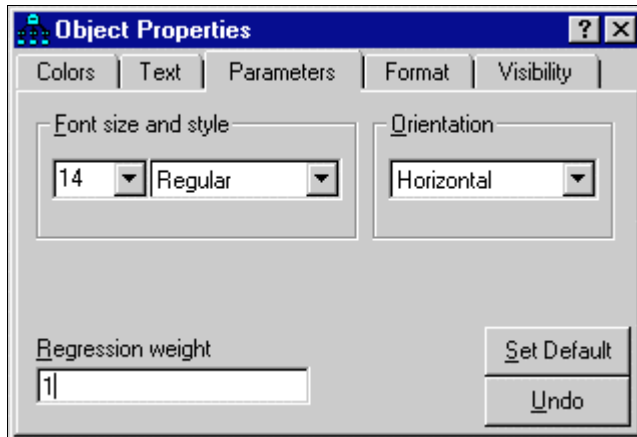 Object Properties ? ×
Colors Text Parameters Format Visibility
Font size and style Orientation
14 Regular Horizontal
Regression weight
1
Set Default
Undo